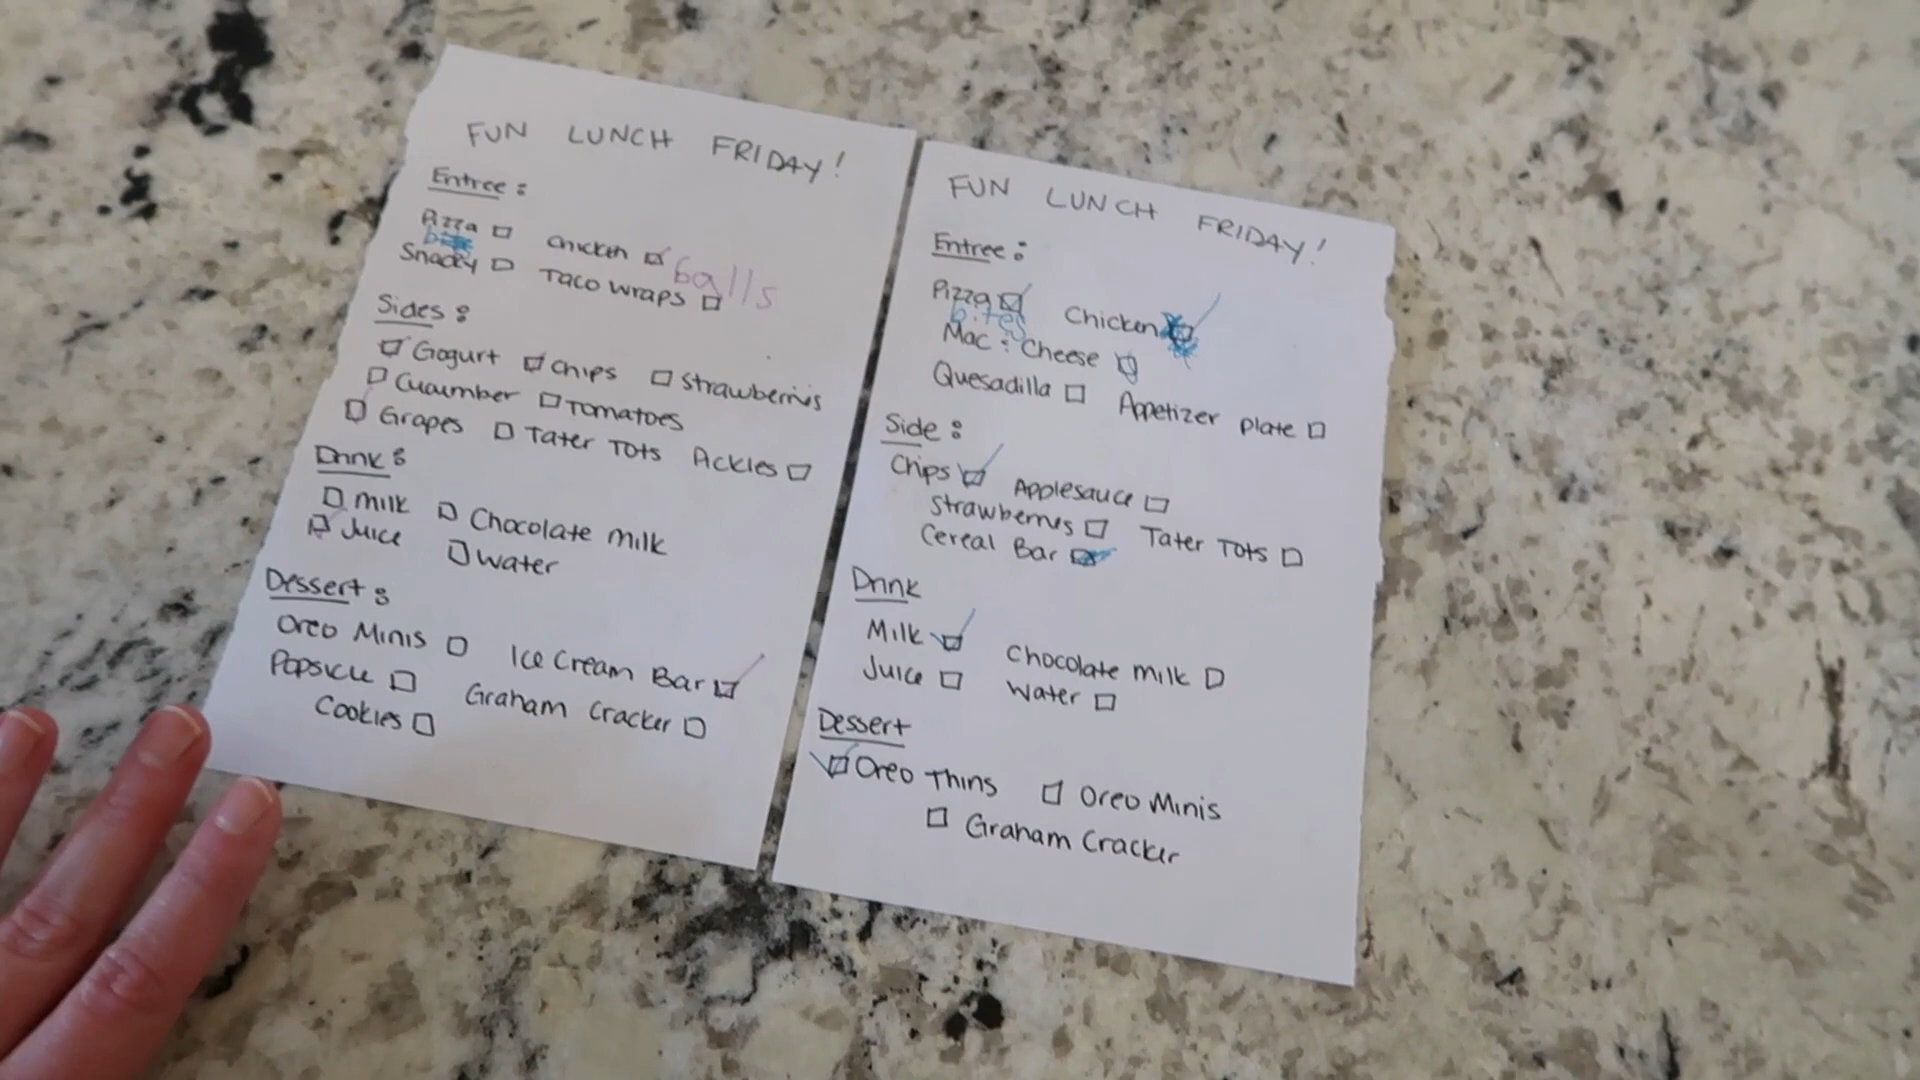 FUN LUNCH FRIDAY!
Entree:
Pizza Chicken balls
Snacky Taco wraps
Sides:
Gogurt Chips Strawberries
Cucumber Tomatoes
Grapes Tater Tots Pickles
Drink:
Milk Chocolate Milk
Juice Water
Dessert:
Oreo Minis Ice Cream Bar
Popsicle Graham Cracker
Cookies
FUN LUNCH FRIDAY!
Entree:
Pizza Chicken
bites
Mac & Cheese
Quesadilla Appetizer plate
Side:
Chips Applesauce
Strawberries Tater Tots
Cereal Bar
Drink
Milk Chocolate Milk
Juice Water
Dessert
Oreo Thins Oreo Minis
Graham Cracker